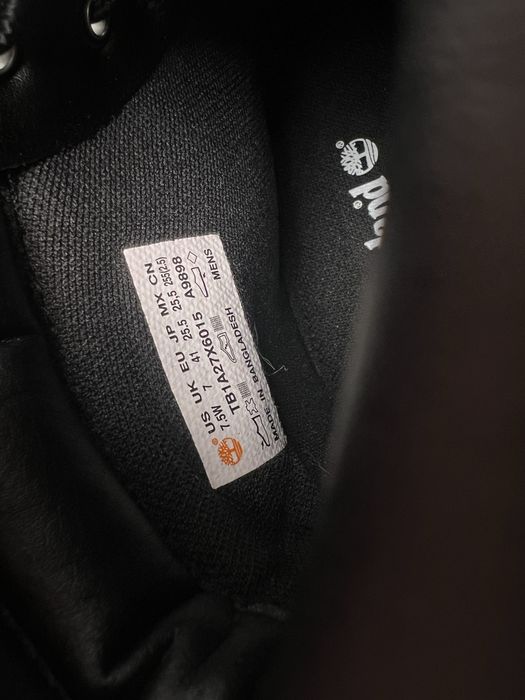 US UK EU JP MX CN
7.5W 7 41 25.5 25.5 255(2.5)
TB1A27X6015 A9898
MENS
MADE IN BANGLADESH